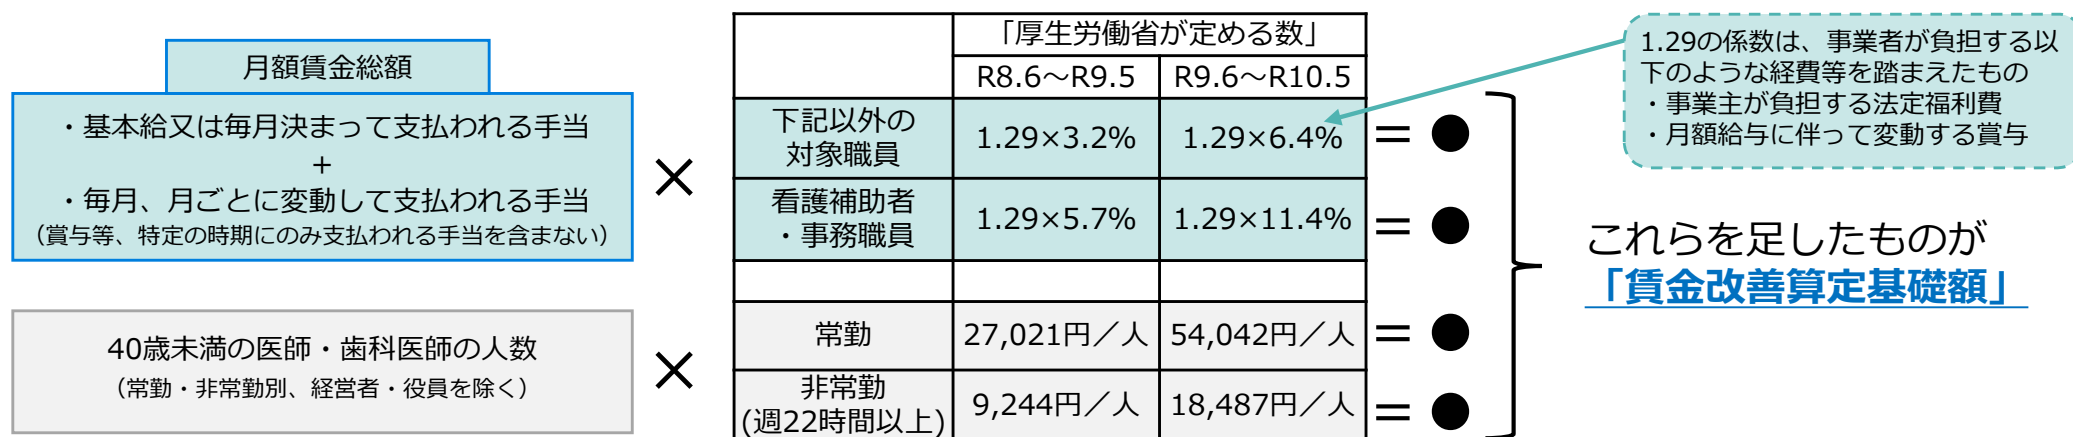 月額賃金総額
・基本給又は毎月決まって支払われる手当
+
・毎月、月ごとに変動して支払われる手当
（賞与等、特定の時期にのみ支払われる手当を含まない）
×
40歳未満の医師・歯科医師の人数
（常勤・非常勤別、経営者・役員を除く）
×
「厚生労働省が定める数」
R8.6～R9.5 R9.6～R10.5
下記以外の
対象職員
1.29×3.2% 1.29×6.4% = ●
看護補助者
・事務職員
1.29×5.7% 1.29×11.4% = ●
常勤 27,021円／人 54,042円／人 = ●
非常勤
(週22時間以上)
9,244円／人 18,487円／人 = ●
1.29の係数は、事業者が負担する以
下のような経費等を踏まえたもの
・事業主が負担する法定福利費
・月額給与に伴って変動する賞与
これらを足したものが
「賃金改善算定基礎額」